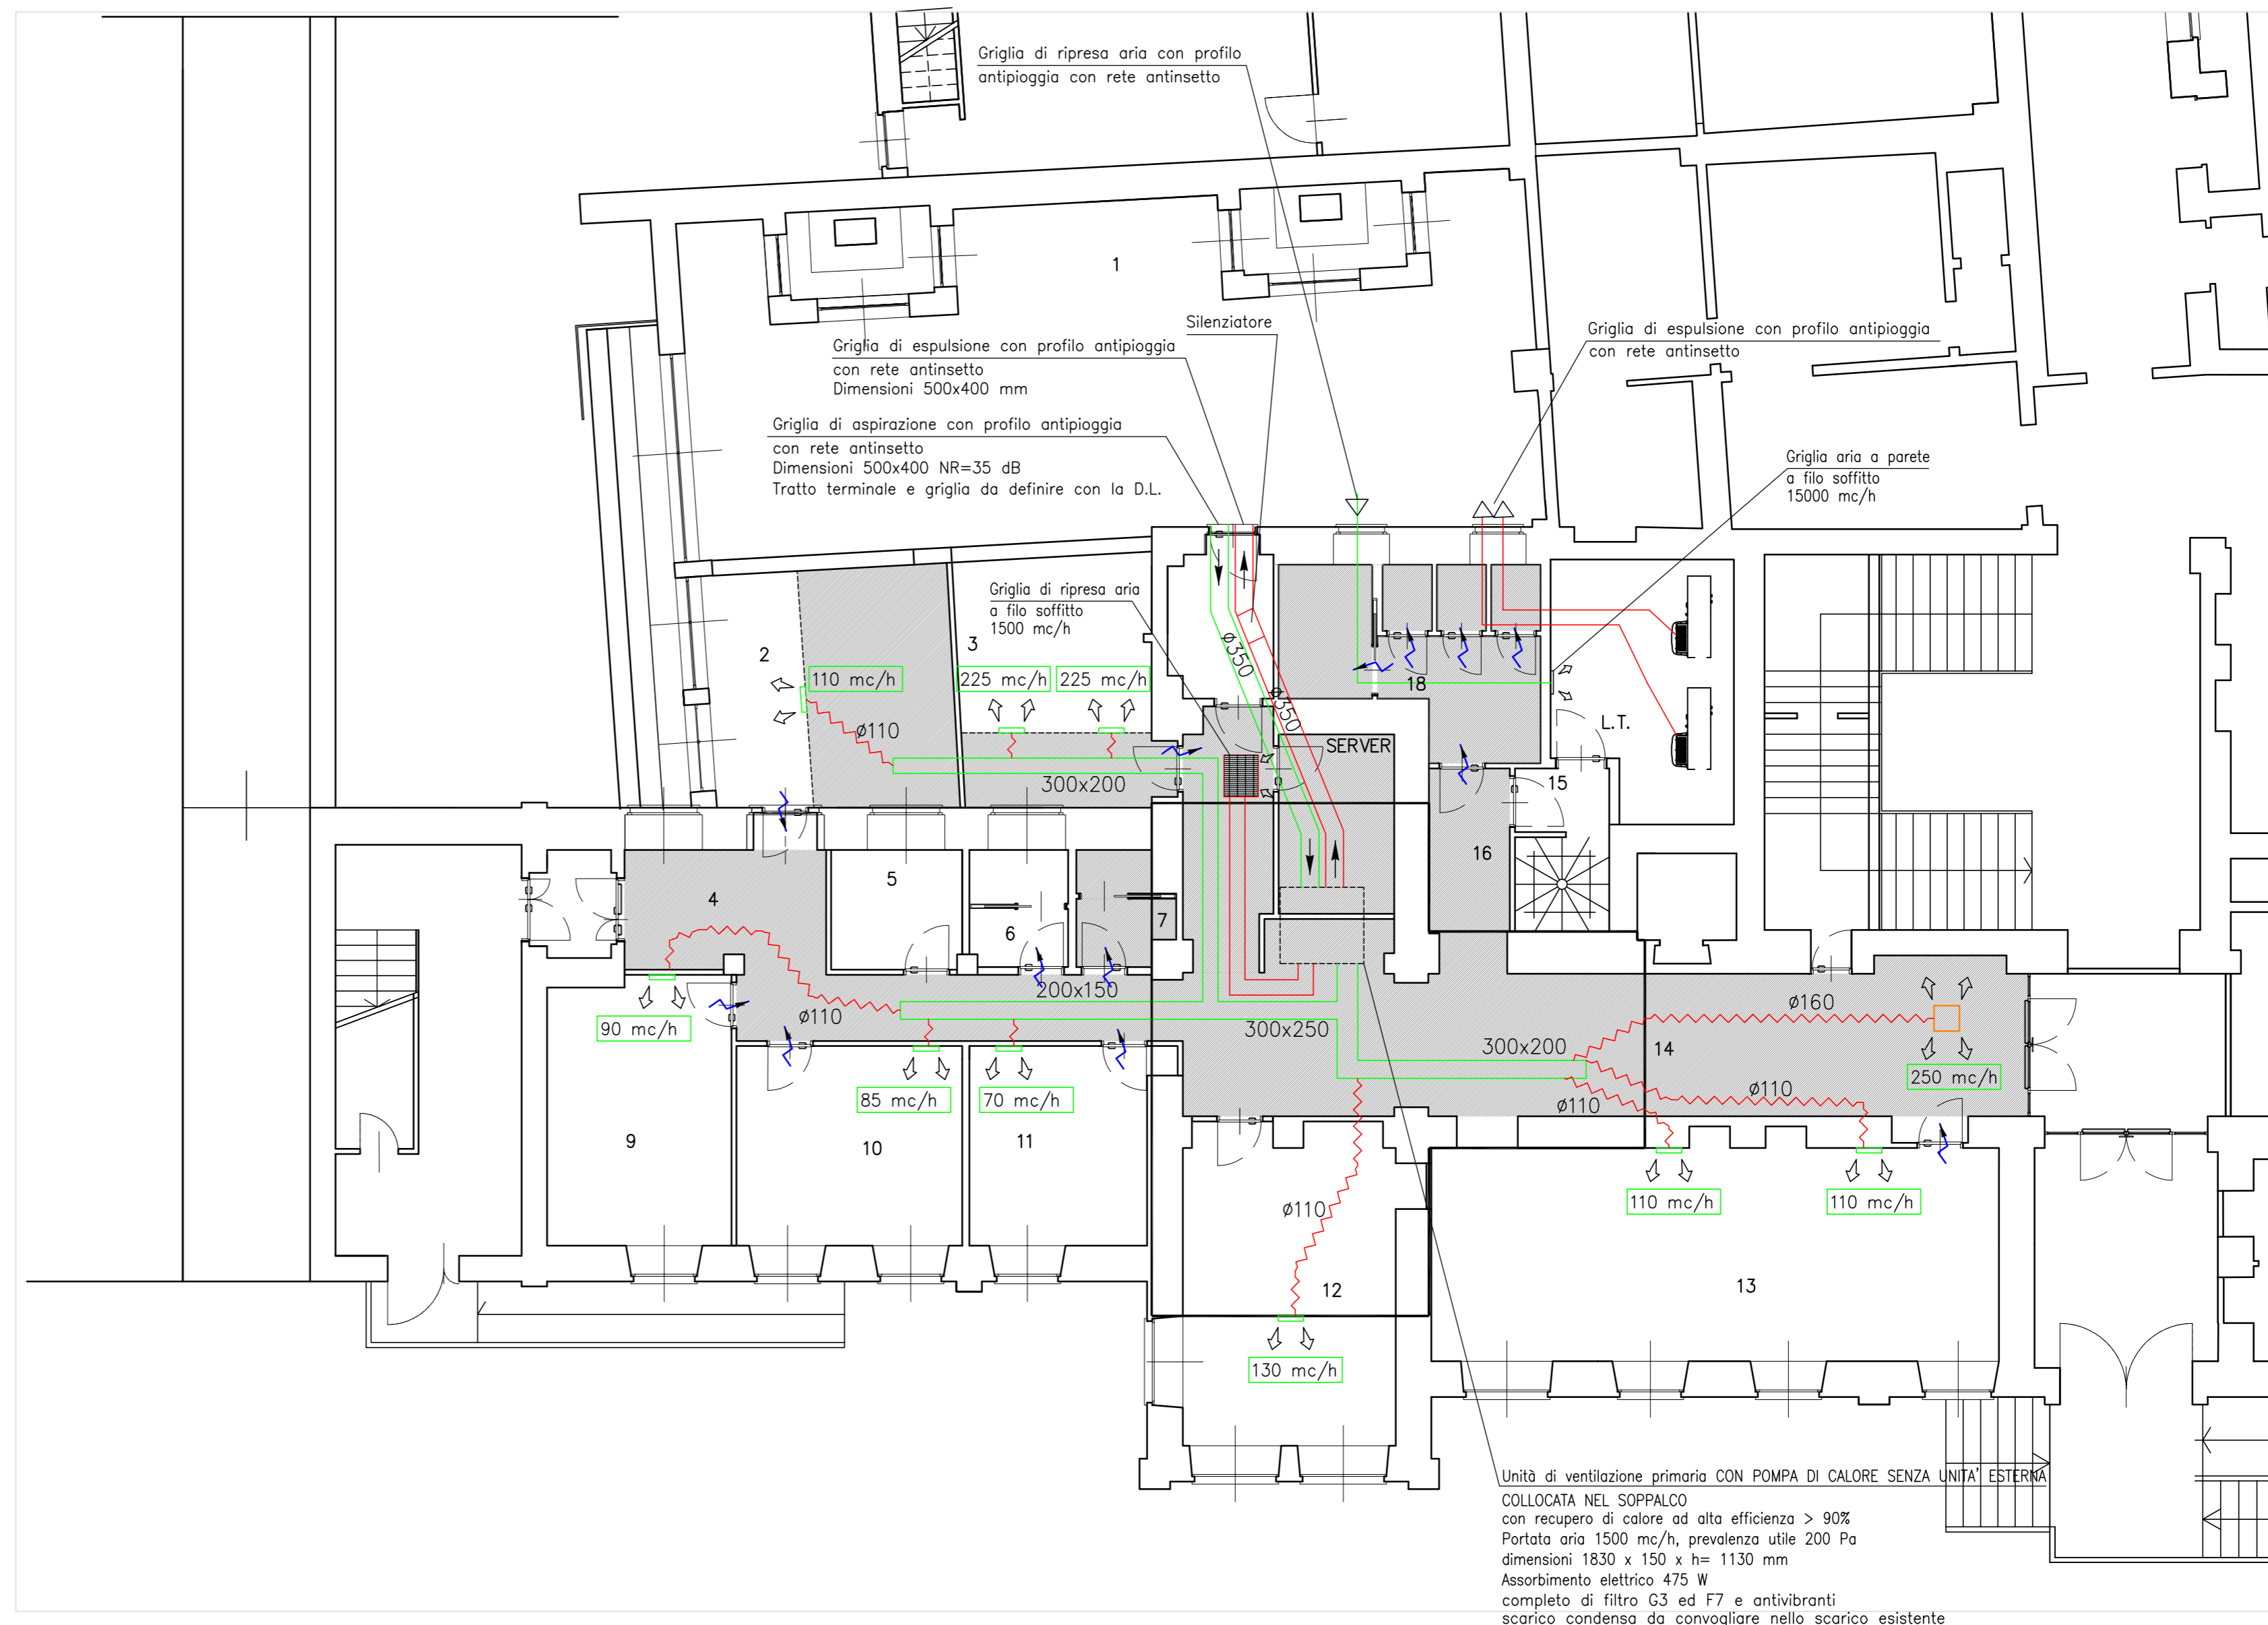 Griglia di ripresa aria con profilo
antipioggia con rete antinsetto
1
Silenziatore
Griglia di espulsione con profilo antipioggia
con rete antinsetto
Dimensioni 500x400 mm
Griglia di espulsione con profilo antipioggia
con rete antinsetto
Griglia di aspirazione con profilo antipioggia
con rete antinsetto
Dimensioni 500x400 NR=35 dB
Tratto terminale e griglia da definire con la D.L.
Griglia aria a parete
a filo soffitto
15000 mc/h
Griglia di ripresa aria
a filo soffitto
1500 mc/h
2
3
110 mc/h
225 mc/h
225 mc/h
ø350
ø350
18
L.T.
ø110
SERVER
300x200
15
16
4
5
6
7
200x150
ø110
90 mc/h
300x250
300x200
ø160
14
250 mc/h
85 mc/h
70 mc/h
ø110
ø110
9
10
11
110 mc/h
110 mc/h
ø110
12
13
130 mc/h
Unità di ventilazione primaria CON POMPA DI CALORE SENZA UNITA' ESTERNA
COLLOCATA NEL SOPPALCO
con recupero di calore ad alta efficienza > 90%
Portata aria 1500 mc/h, prevalenza utile 200 Pa
dimensioni 1830 x 150 x h= 1130 mm
Assorbimento elettrico 475 W
completo di filtro G3 ed F7 e antivibranti
scarico condensa da convogliare nello scarico esistente